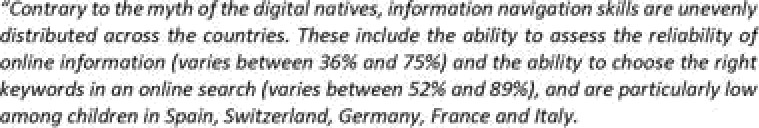 “Contrary to the myth of the digital natives, information navigation skills are unevenly
distributed across the countries. These include the ability to assess the reliability of
online information (varies between 36% and 75%) and the ability to choose the right
keywords in an online search (varies between 52% and 89%), and are particularly low
among children in Spain, Switzerland, Germany, France and Italy.